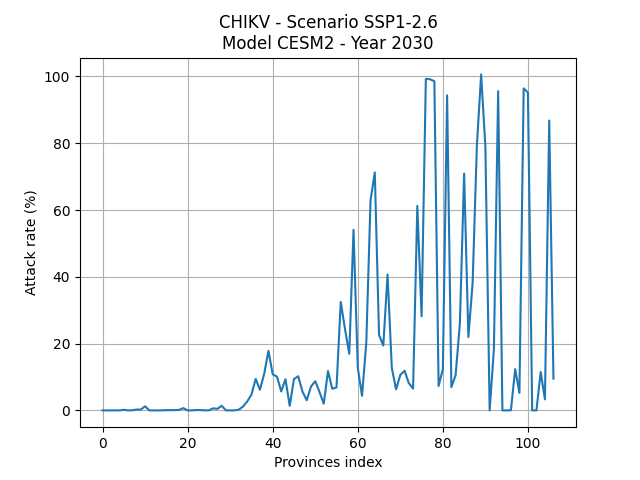 CHIKV - Scenario SSP1-2.6
Model CESM2 - Year 2030
100
80
60
40
20
0
Attack rate (%)
0 20 40 60 80 100
Provinces index